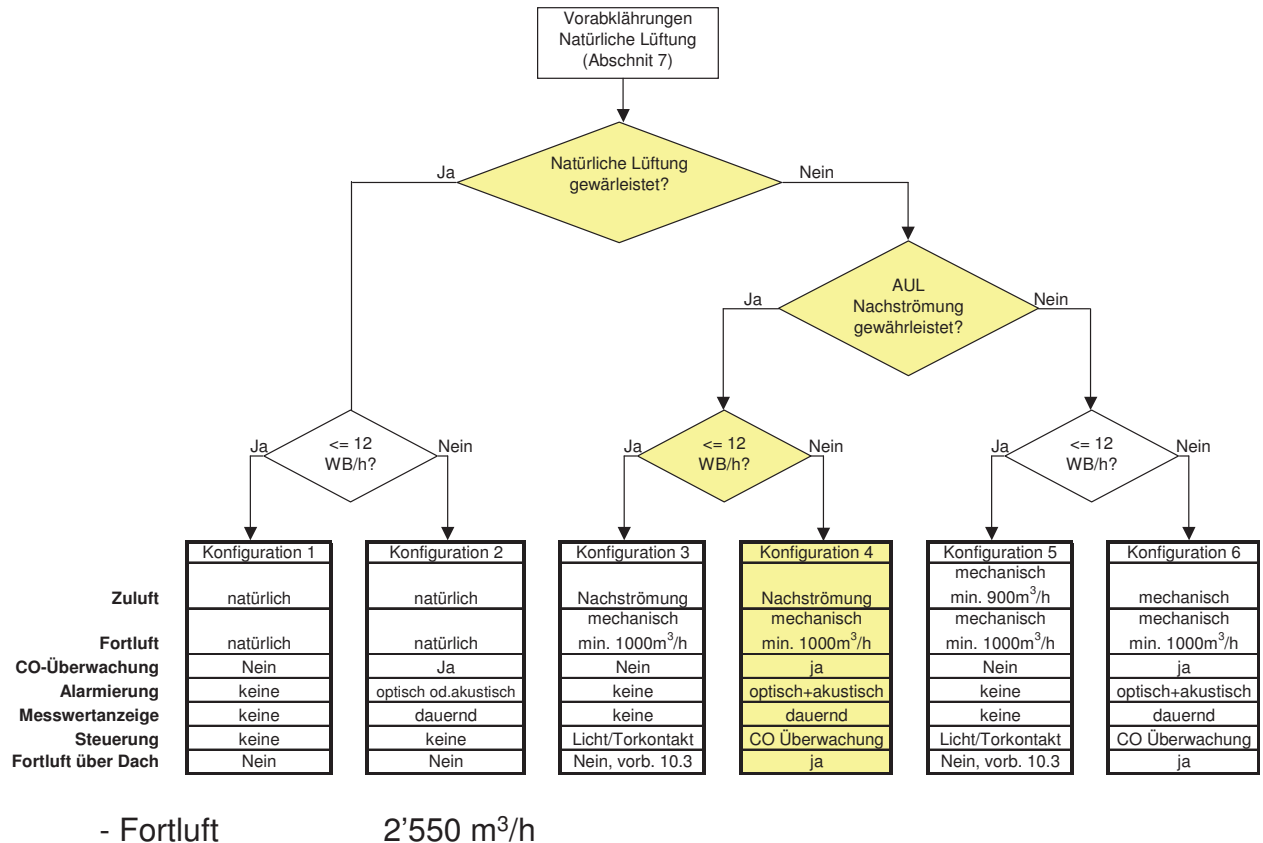 Vorabklährungen
Natürliche Lüftung
(Abschnit 7)
Natürliche Lüftung
gewärleistet?
Ja
Nein
AUL
Nachströmung
gewährleistet?
Ja
Nein
<= 12
WB/h?
Ja
Nein
<= 12
WB/h?
Ja
Nein
<= 12
WB/h?
Ja
Nein
Konfiguration 1 Konfiguration 2 Konfiguration 3 Konfiguration 4 Konfiguration 5 Konfiguration 6
mechanisch
Zuluft natürlich natürlich Nachströmung Nachströmung min. 900m³/h mechanisch
mechanisch mechanisch mechanisch mechanisch
Fortluft natürlich natürlich min. 1000m³/h min. 1000m³/h min. 1000m³/h min. 1000m³/h
CO-Überwachung Nein Ja Nein ja Nein ja
Alarmierung keine optisch od.akustisch keine optisch+akustisch keine optisch+akustisch
Messwertanzeige keine dauernd keine dauernd keine dauernd
Steuerung keine keine Licht/Torkontakt CO Überwachung Licht/Torkontakt CO Überwachung
Fortluft über Dach Nein Nein Nein, vorb. 10.3 ja Nein, vorb. 10.3 ja
- Fortluft 2’550 m³/h